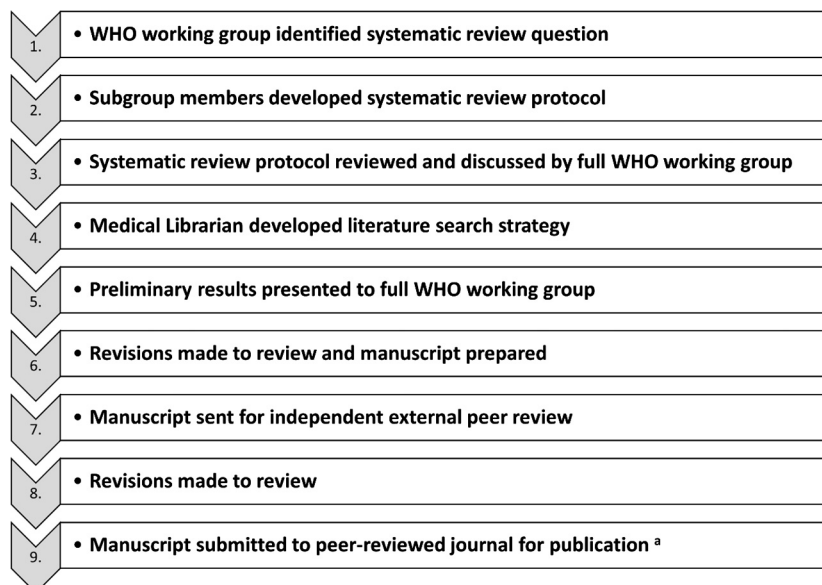 1. • WHO working group identified systematic review question
2. • Subgroup members developed systematic review protocol
3. • Systematic review protocol reviewed and discussed by full WHO working group
4. • Medical Librarian developed literature search strategy
5. • Preliminary results presented to full WHO working group
6. • Revisions made to review and manuscript prepared
7. • Manuscript sent for independent external peer review
8. • Revisions made to review
9. • Manuscript submitted to peer-reviewed journal for publication ᵃ